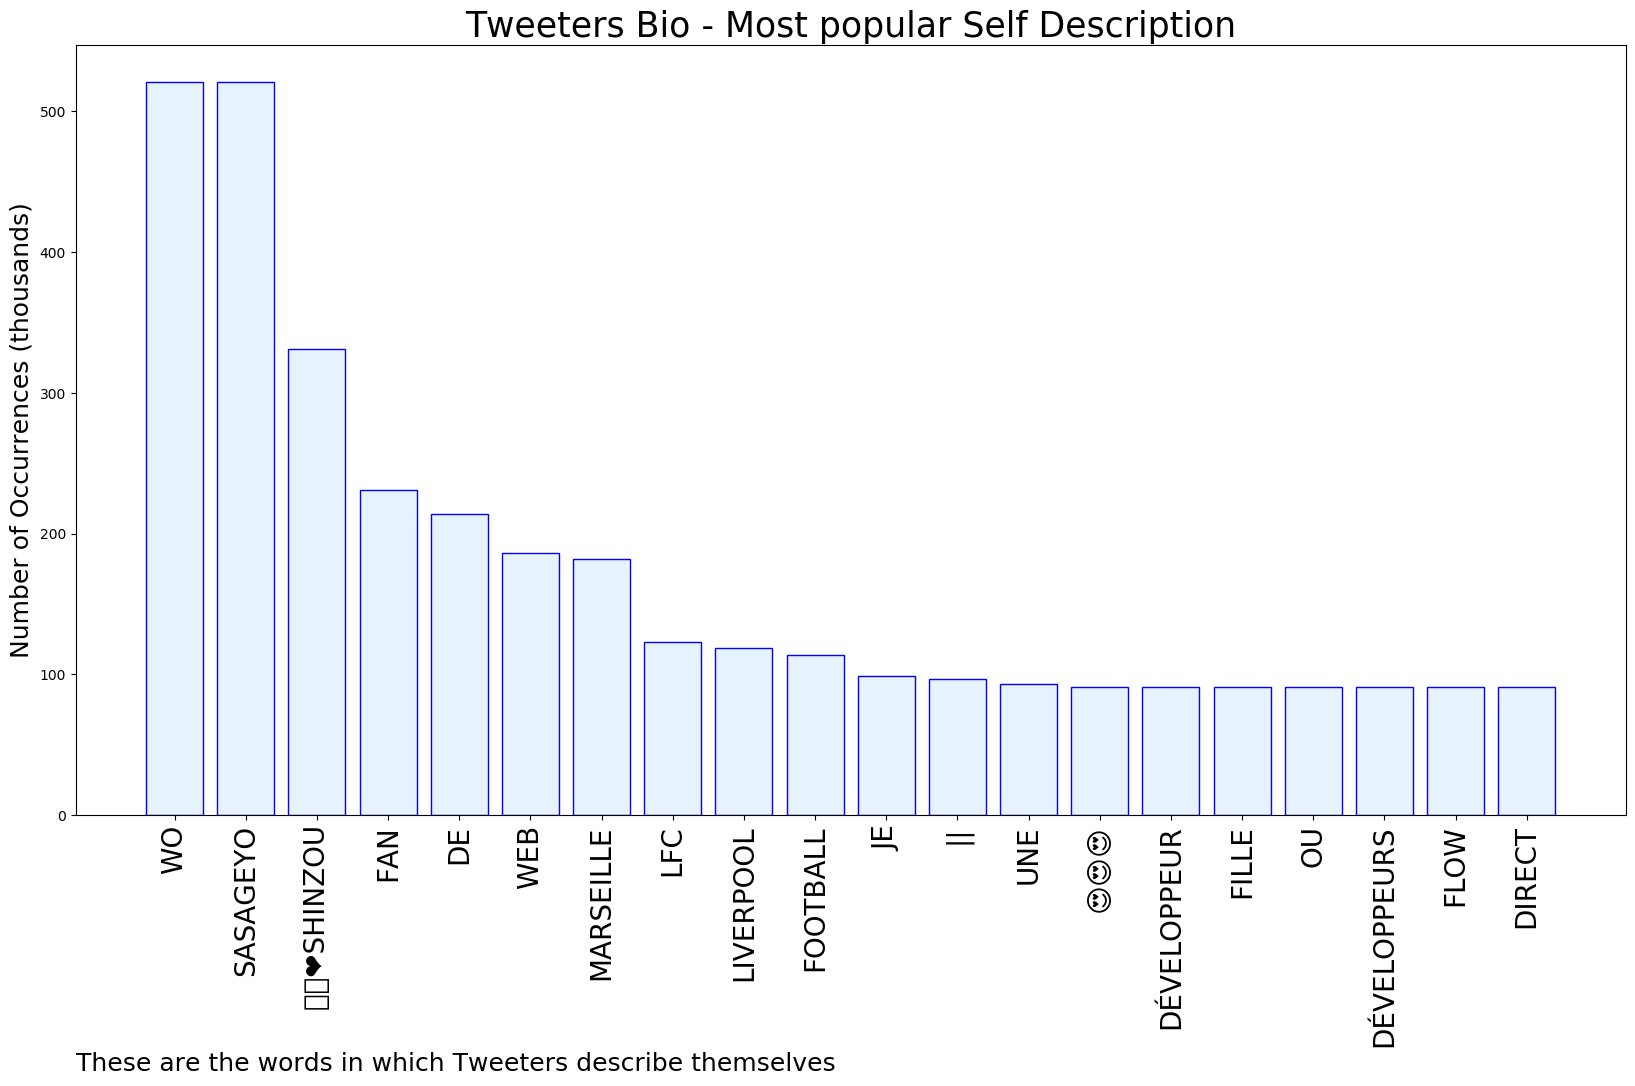 Tweeters Bio - Most popular Self Description
Number of Occurrences (thousands)
500
400
300
200
100
0
WO
SASAGEYO
□□❤SHINZOU
FAN
DE
WEB
MARSEILLE
LFC
LIVERPOOL
FOOTBALL
JE
||
UNE
😍😍😍
DÉVELOPPEUR
FILLE
OU
DÉVELOPPEURS
FLOW
DIRECT
These are the words in which Tweeters describe themselves